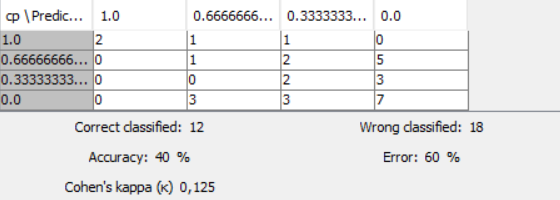 cp \ Predic... 1.0 0.6666666... 0.3333333... 0.0
1.0 2 1 1 0
0.66666666... 0 1 2 5
0.33333333... 0 0 2 3
0.0 0 3 3 7
Correct classified: 12 Wrong classified: 18
Accuracy: 40 % Error: 60 %
Cohen's kappa (κ) 0,125